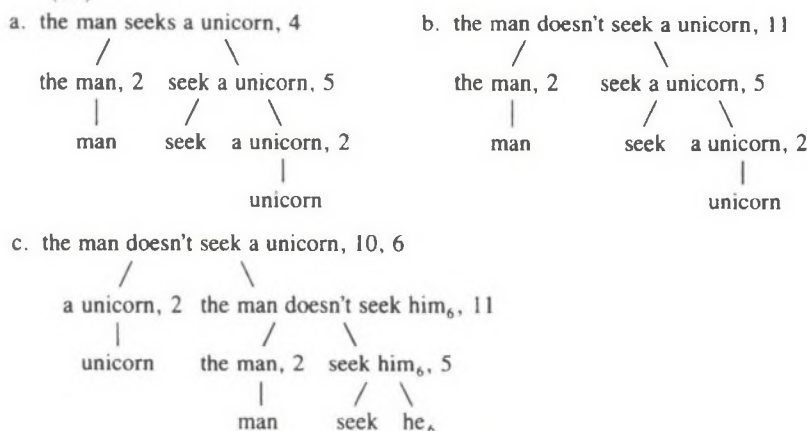 a. the man seeks a unicorn, 4 b. the man doesn't seek a unicorn, 11
the man, 2 seek a unicorn, 5 the man, 2 seek a unicorn, 5
man seek a unicorn, 2 man seek a unicorn, 2
unicorn unicorn
c. the man doesn't seek a unicorn, 10, 6
a unicorn, 2 the man doesn't seek him₆, 11
unicorn the man, 2 seek him₆, 5
man seek he₆